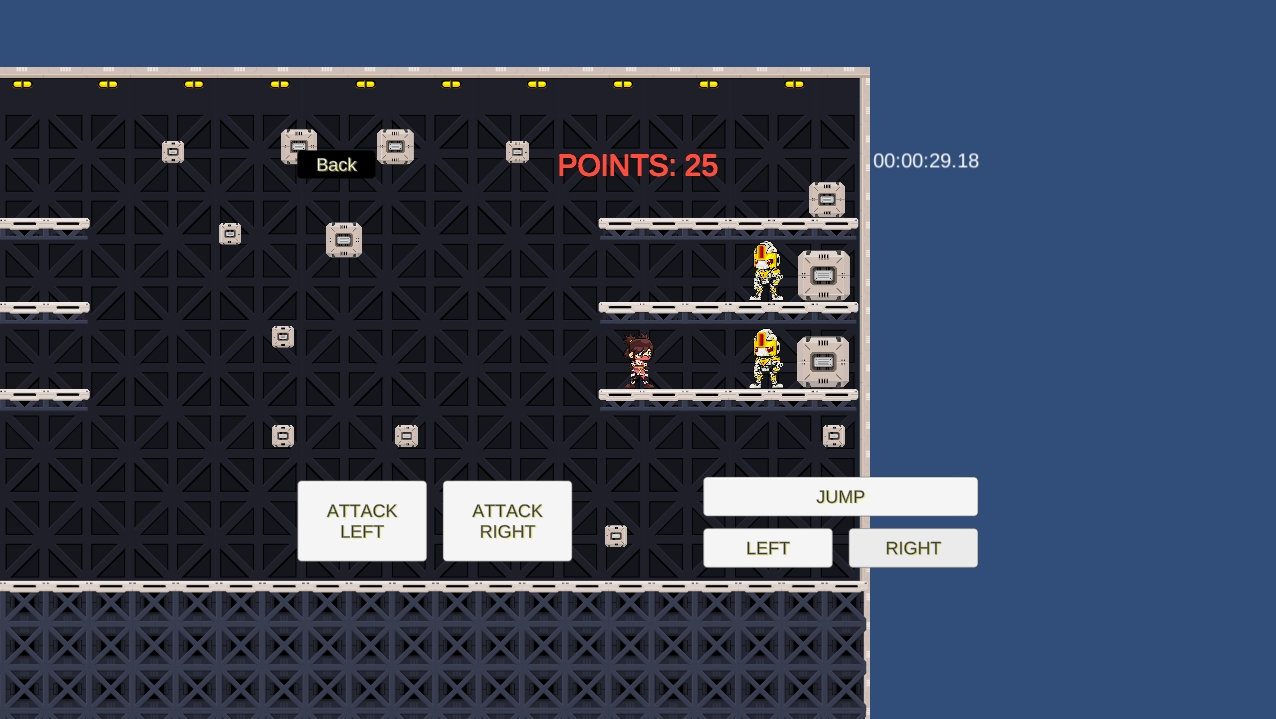 Back
POINTS: 25
00:00:29.18
ATTACK
LEFT
ATTACK
RIGHT
JUMP
LEFT
RIGHT